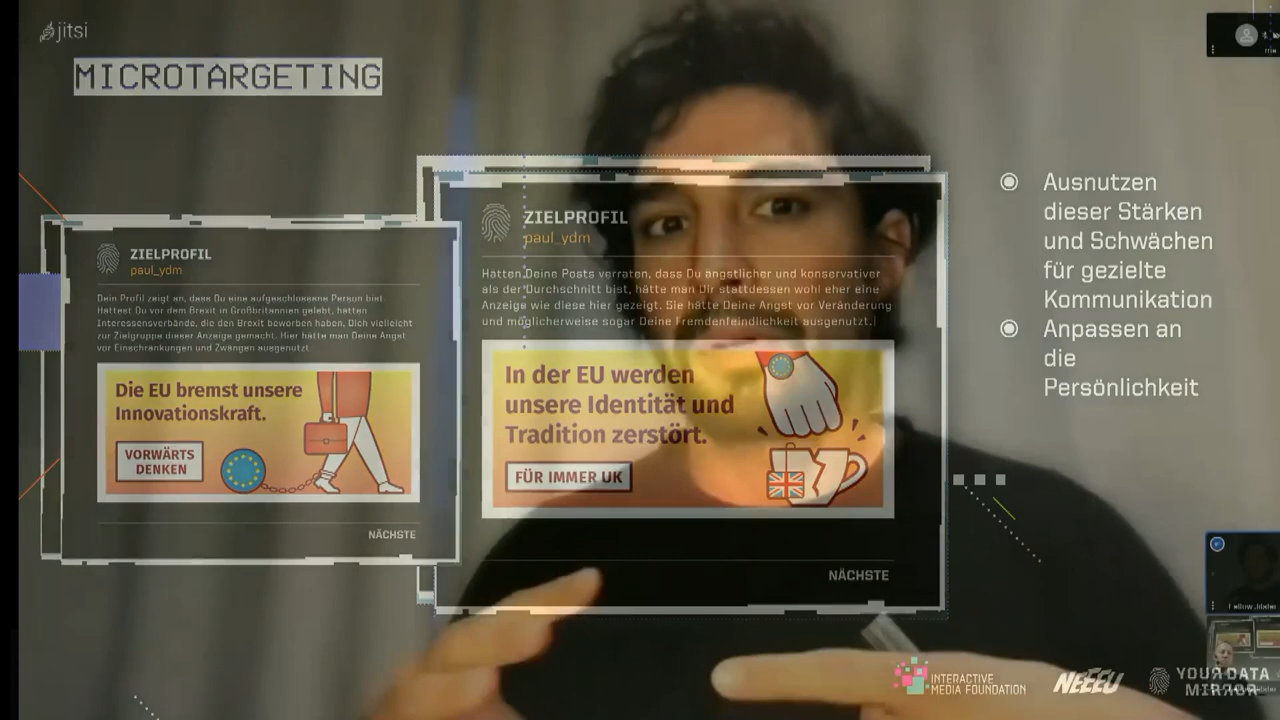 jitsi
MICROTARGETING
ZIELPROFIL
paul_ydm
Dein Profil zeigt an, dass Du eine aufgeschlossene Person bist
Hättest Du vor dem Brexit in Großbritannien gelebt, hätten
Interessensverbände, die den Brexit beworben haben, Dich vielleicht
zur Zielgruppe dieser Anzeige gemacht. Hier hätte man Deine Angst
vor Einschränkungen und Zwängen ausgenutzt
Die EU bremst unsere
Innovationskraft.
VORWÄRTS
DENKEN
NÄCHSTE
ZIELPROFIL
paul_ydm
Hätten Deine Posts verraten, dass Du ängstlicher und konservativer
als der Durchschnitt bist, hätte man Dir stattdessen wohl eher eine
Anzeige wie diese hier gezeigt. Sie hätte Deine Angst vor Veränderung
und möglicherweise sogar Deine Fremdenfeindlichkeit ausgenutzt.
In der EU werden
unsere Identität und
Tradition zerstört.
FÜR IMMER UK
NÄCHSTE
Ausnutzen
dieser Stärken
und Schwächen
für gezielte
Kommunikation
Anpassen an
die
Persönlichkeit
INTERACTIVE
MEDIA FOUNDATION
NEEEU
YOUR DATA
MIRROR